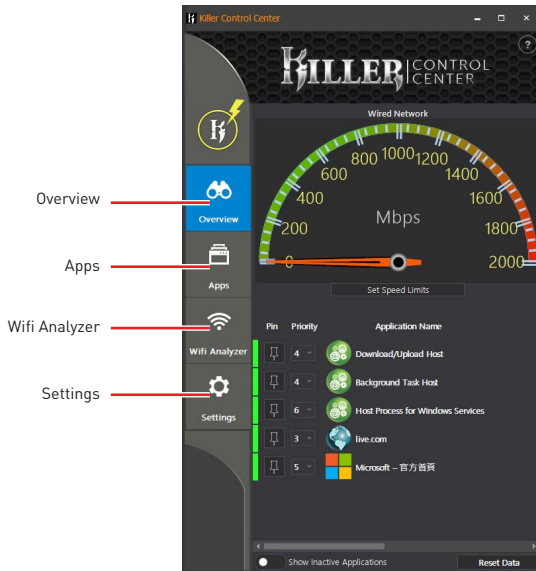 Killer Control Center
?
KILLER CONTROL CENTER
Wired Network
0
200
400
600
800
1000
1200
1400
1600
1800
2000
Mbps
Set Speed Limits
Overview
Overview
Apps
Apps
Wifi Analyzer
Wifi Analyzer
Settings
Settings
Pin Priority Application Name
4 Download/Upload Host
4 Background Task Host
6 Host Process for Windows Services
3 live.com
5 Microsoft – 官方首頁
Show Inactive Applications
Reset Data